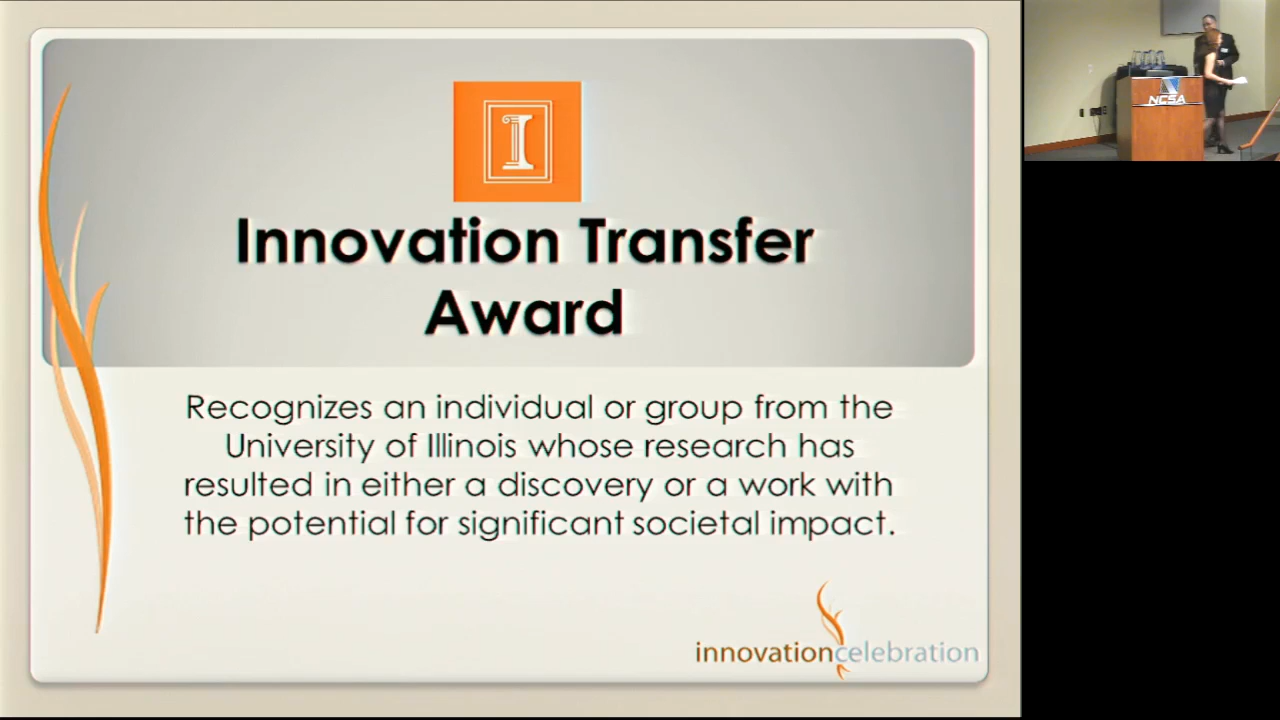 I
Innovation Transfer
Award
Recognizes an individual or group from the
University of Illinois whose research has
resulted in either a discovery or a work with
the potential for significant societal impact.
innovationcelebration
NCSA